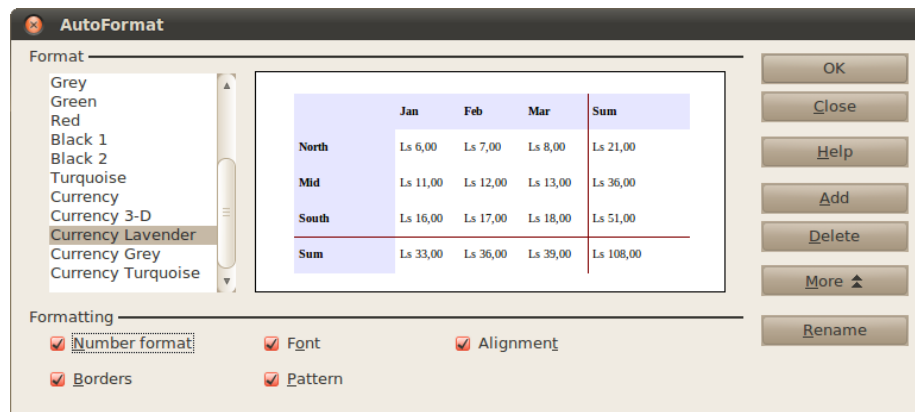 AutoFormat
Format
Grey
Green
Red
Black 1
Black 2
Turquoise
Currency
Currency 3-D
Currency Lavender
Currency Grey
Currency Turquoise
Jan Feb Mar Sum
North Ls 6,00 Ls 7,00 Ls 8,00 Ls 21,00
Mid Ls 11,00 Ls 12,00 Ls 13,00 Ls 36,00
South Ls 16,00 Ls 17,00 Ls 18,00 Ls 51,00
Sum Ls 33,00 Ls 36,00 Ls 39,00 Ls 108,00
OK
Close
Help
Add
Delete
More
Rename
Formatting
Number format Font Alignment
Borders Pattern